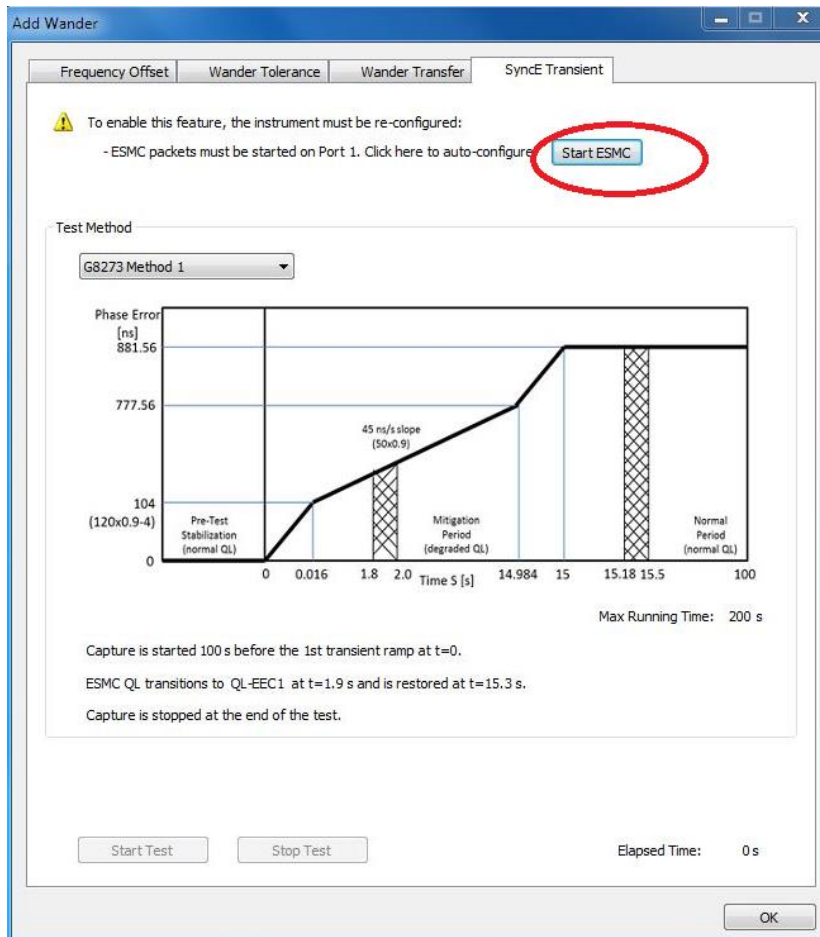 Add Wander
Frequency Offset
Wander Tolerance
Wander Transfer
SyncE Transient
To enable this feature, the instrument must be re-configured:
- ESMC packets must be started on Port 1. Click here to auto-configure
Start ESMC
Test Method
G8273 Method 1
Phase Error
[ns]
881.56
777.56
45 ns/s slope
(50x0.9)
104
(120x0.9-4)
Pre-Test
Stabilization
(normal QL)
Mitigation
Period
(degraded QL)
Normal
Period
(normal QL)
0
0 0.016 1.8 2.0 Time S [s] 14.984 15 15.18 15.5 100
Max Running Time: 200 s
Capture is started 100 s before the 1st transient ramp at t=0.
ESMC QL transitions to QL-EEC1 at t=1.9 s and is restored at t=15.3 s.
Capture is stopped at the end of the test.
Start Test
Stop Test
Elapsed Time: 0 s
OK